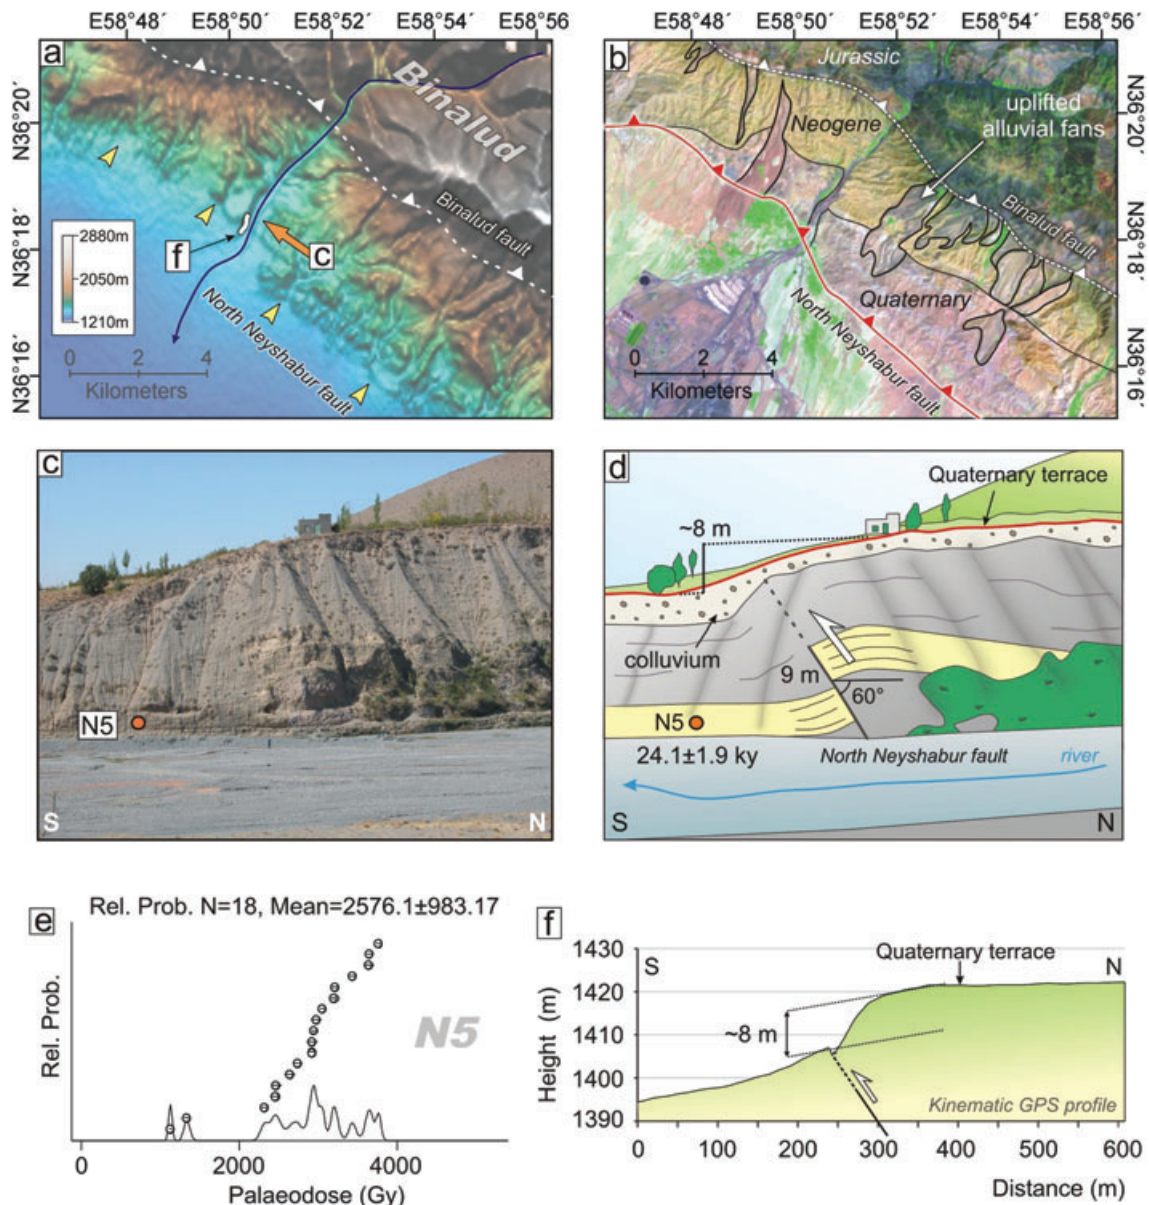 E58°48´ E58°50´ E58°52´ E58°54´ E58°56´
a
Binalud
N36°20´
N36°18´
N36°16´
f
c
Binalud fault
North Neyshabur fault
2880m
2050m
1210m
0 2 4
Kilometers
E58°48´ E58°50´ E58°52´ E58°54´ E58°56´
b
Jurassic
Neogene
uplifted
alluvial fans
Binalud fault
Quaternary
North Neyshabur fault
0 2 4
Kilometers
N36°20´
N36°18´
N36°16´
c
N5
S N
d
Quaternary terrace
~8 m
colluvium
9 m
60°
N5
24.1±1.9 ky
North Neyshabur fault
river
S N
e
Rel. Prob. N=18, Mean=2576.1±983.17
Rel. Prob.
N5
0 2000 4000
Palaeodose (Gy)
f
S N
Quaternary terrace
~8 m
Kinematic GPS profile
Height (m)
1430
1420
1410
1400
1390
0 100 200 300 400 500 600
Distance (m)